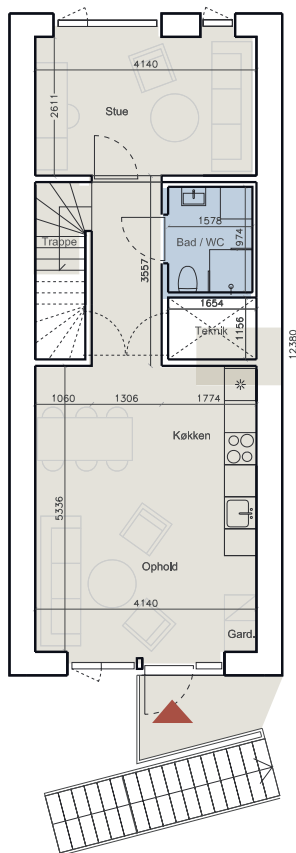 4140
2611
Stue
Trappe
1578
Bad / WC
1974
3557
1654
Teknik
1156
12380
1060 1306 1774
Køkken
5336
Ophold
4140
Gard.